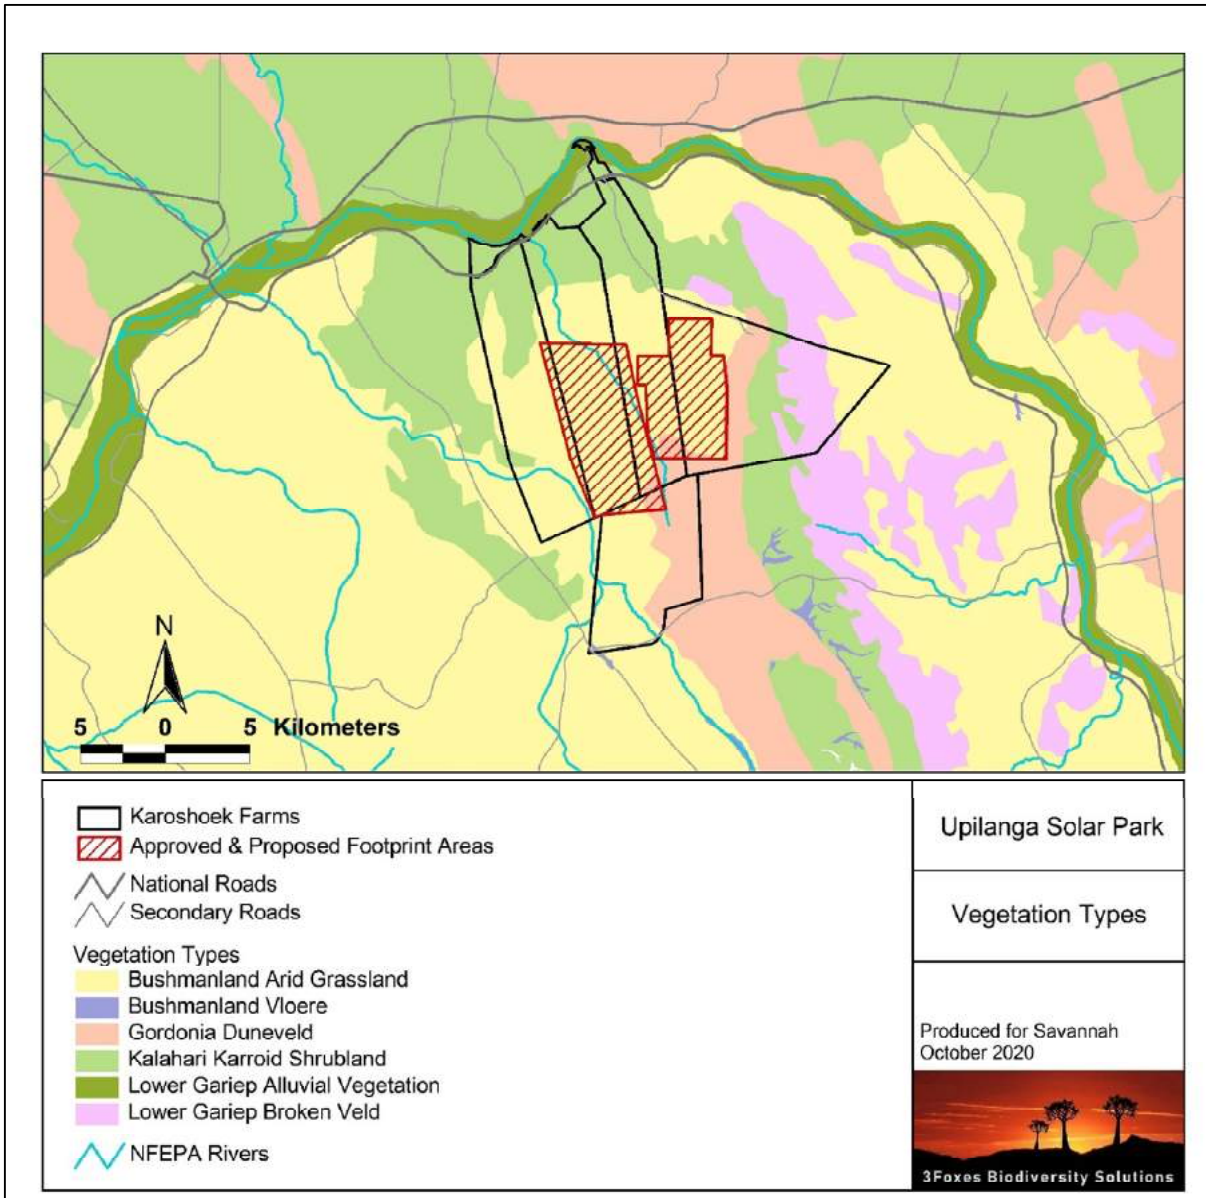 N
5 0 5 Kilometers
Karoshoek Farms
Approved & Proposed Footprint Areas
National Roads
Secondary Roads
Vegetation Types
Bushmanland Arid Grassland
Bushmanland Vloere
Gordonia Duneveld
Kalahari Karroid Shrubland
Lower Gariep Alluvial Vegetation
Lower Gariep Broken Veld
NFEPA Rivers
Upilanga Solar Park
Vegetation Types
Produced for Savannah
October 2020
3Foxes Biodiversity Solutions